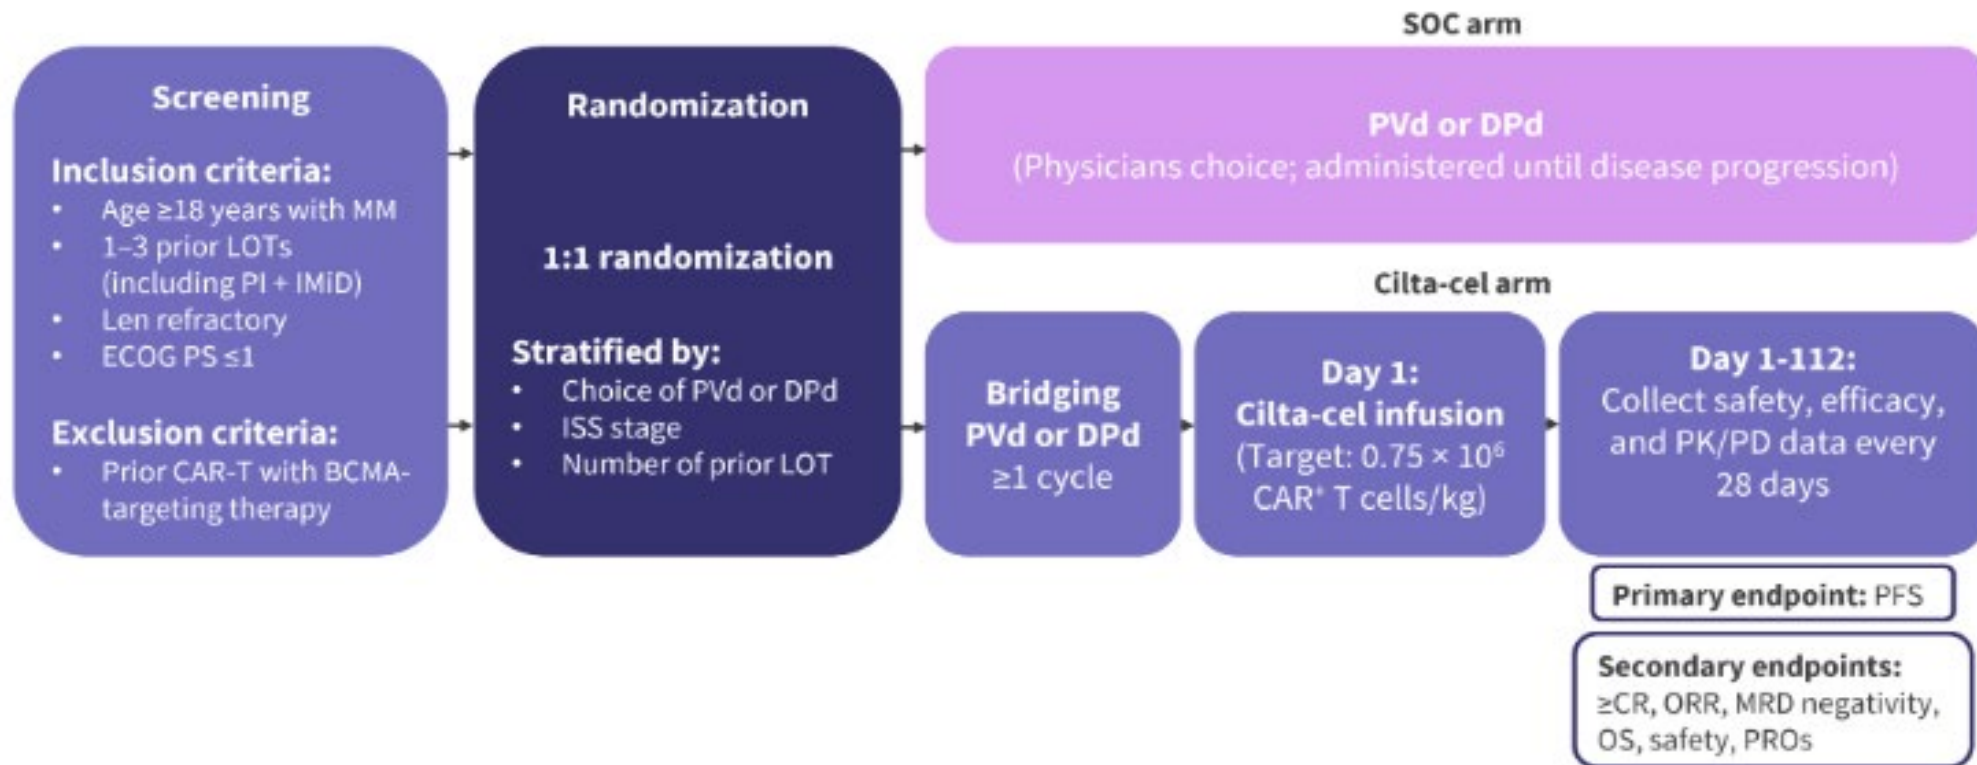 Screening
Inclusion criteria:
• Age ≥18 years with MM
• 1–3 prior LOTs
(including PI + IMiD)
• Len refractory
• ECOG PS ≤1
Exclusion criteria:
• Prior CAR-T with BCMA-
targeting therapy
Randomization
1:1 randomization
Stratified by:
• Choice of PVd or DPd
• ISS stage
• Number of prior LOT
SOC arm
PVd or DPd
(Physicians choice; administered until disease progression)
Cilta-cel arm
Bridging
PVd or DPd
≥1 cycle
Day 1:
Cilta-cel infusion
(Target: 0.75 × 10⁶
CAR⁺ T cells/kg)
Day 1-112:
Collect safety, efficacy,
and PK/PD data every
28 days
Primary endpoint: PFS
Secondary endpoints:
≥CR, ORR, MRD negativity,
OS, safety, PROs